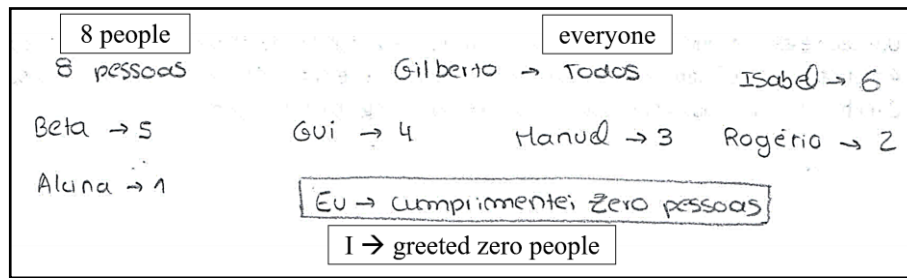 8 people everyone
8 pessoas Gilberto → Todos Isabel → 6
Beta → 5 Gui → 4 Manuel → 3 Rogério → 2
Alcina → 1
Eu → cumprimentei zero pessoas
I → greeted zero people